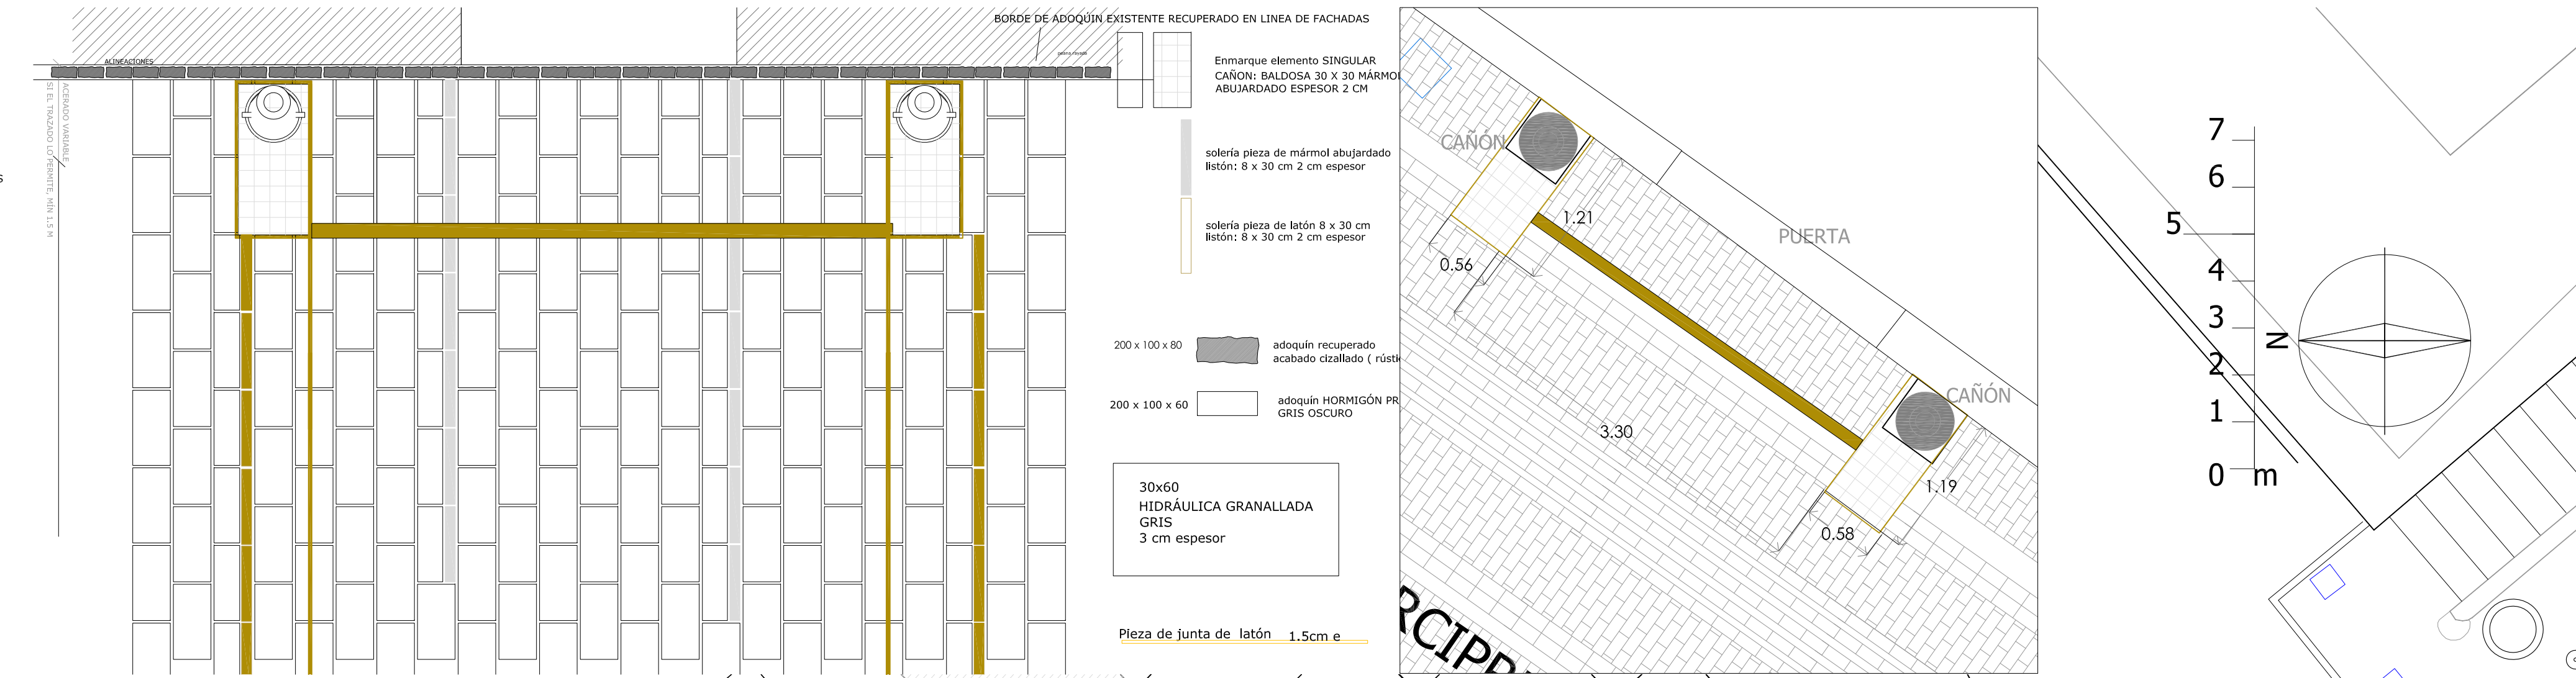 BORDE DE ADOQUÍN EXISTENTE RECUPERADO EN LINEA DE FACHADAS
ALINEACIONES
ACERADO VARIABLE
SI EL TRAZADO LO PERMITE, MÍN 1.5 M
Enmarque elemento SINGULAR
CAÑON: BALDOSA 30 X 30 MÁRMOL
ABUJARDADO ESPESOR 2 CM
solería pieza de mármol abujardado
listón: 8 x 30 cm 2 cm espesor
solería pieza de latón 8 x 30 cm
listón: 8 x 30 cm 2 cm espesor
200 x 100 x 80
adoquín recuperado
acabado cizallado ( rústi
200 x 100 x 60
adoquín HORMIGÓN PR
GRIS OSCURO
30x60
HIDRÁULICA GRANALLADA
GRIS
3 cm espesor
Pieza de junta de latón 1.5cm e
CAÑÓN
1.21
PUERTA
0.56
CAÑÓN
3.30
1.19
0.58
RCIPR
7
6
5
4
3
2
1
0 m
N